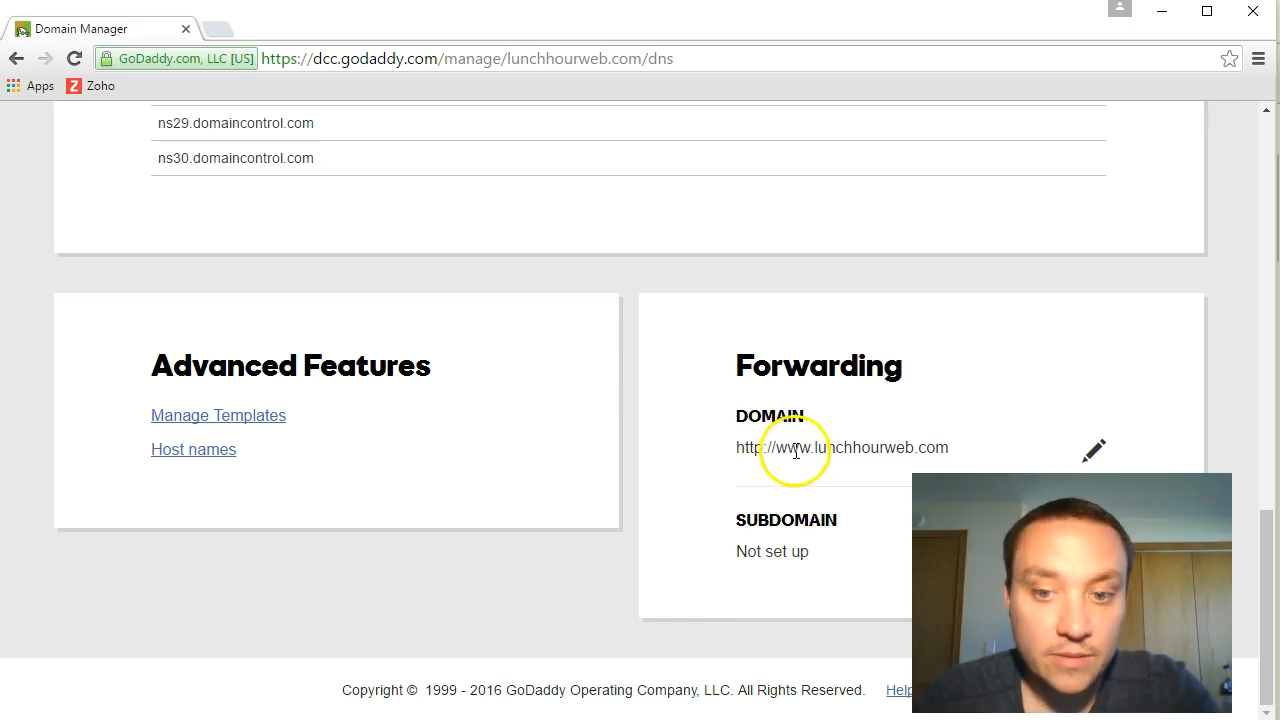 Domain Manager
GoDaddy.com, LLC [US] https://dcc.godaddy.com/manage/lunchhourweb.com/dns
Apps Z Zoho
ns29.domaincontrol.com
ns30.domaincontrol.com
Advanced Features
Manage Templates
Host names
Forwarding
DOMAIN
http://www.lunchhourweb.com
SUBDOMAIN
Not set up
Copyright © 1999 - 2016 GoDaddy Operating Company, LLC. All Rights Reserved. Help